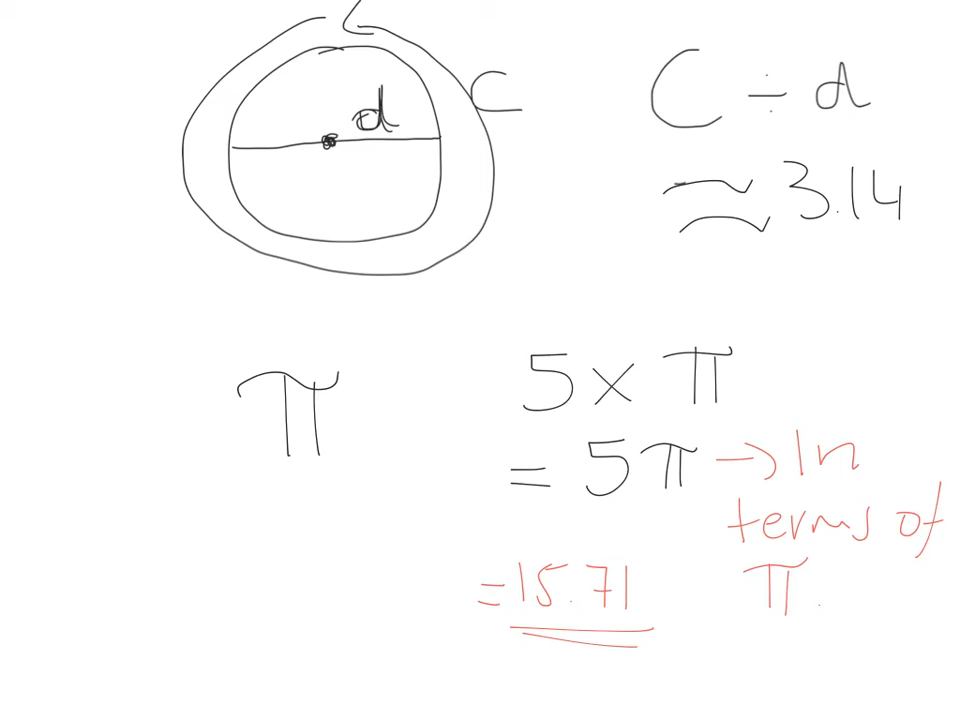 d
C
C ÷ d
≈ 3.14
π
5 × π
= 5π → In
terms of
π.
= 15.71